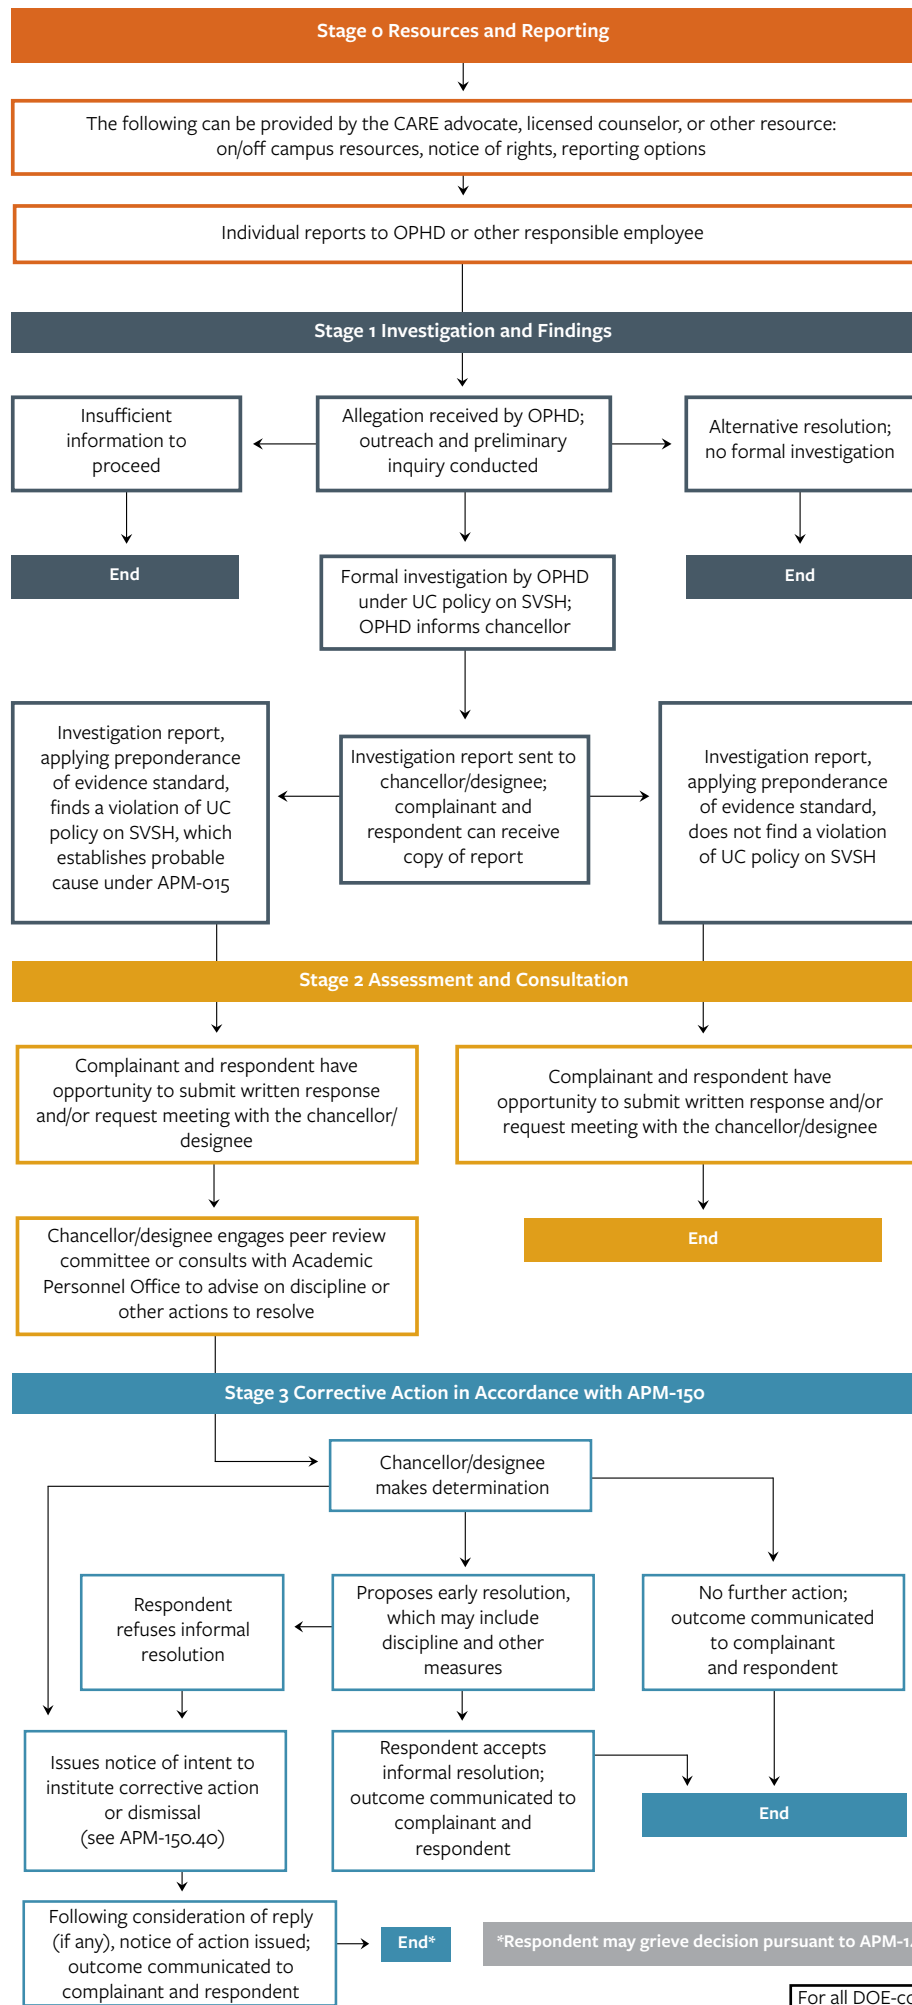 Stage 0 Resources and Reporting
The following can be provided by the CARE advocate, licensed counselor, or other resource:
on/off campus resources, notice of rights, reporting options
Individual reports to OPHD or other responsible employee
Stage 1 Investigation and Findings
Insufficient
information to
proceed
Allegation received by OPHD;
outreach and preliminary
inquiry conducted
Alternative resolution;
no formal investigation
End
Formal investigation by OPHD
under UC policy on SVSH;
OPHD informs chancellor
End
Investigation report,
applying preponderance
of evidence standard,
finds a violation of UC
policy on SVSH, which
establishes probable
cause under APM-015
Investigation report sent to
chancellor/designee;
complainant and
respondent can receive
copy of report
Investigation report,
applying preponderance
of evidence standard,
does not find a violation
of UC policy on SVSH
Stage 2 Assessment and Consultation
Complainant and respondent have
opportunity to submit written response
and/or request meeting with the chancellor/
designee
Complainant and respondent have
opportunity to submit written response and/or
request meeting with the chancellor/designee
Chancellor/designee engages peer review
committee or consults with Academic
Personnel Office to advise on discipline or
other actions to resolve
End
Stage 3 Corrective Action in Accordance with APM-150
Chancellor/designee
makes determination
Respondent
refuses informal
resolution
Proposes early resolution,
which may include
discipline and other
measures
No further action;
outcome communicated
to complainant
and respondent
Issues notice of intent to
institute corrective action
or dismissal
(see APM-150.40)
Respondent accepts
informal resolution;
outcome communicated to
complainant and
respondent
End
Following consideration of reply
(if any), notice of action issued;
outcome communicated to
complainant and respondent
End*
*Respondent may grieve decision pursuant to APM-1
For all